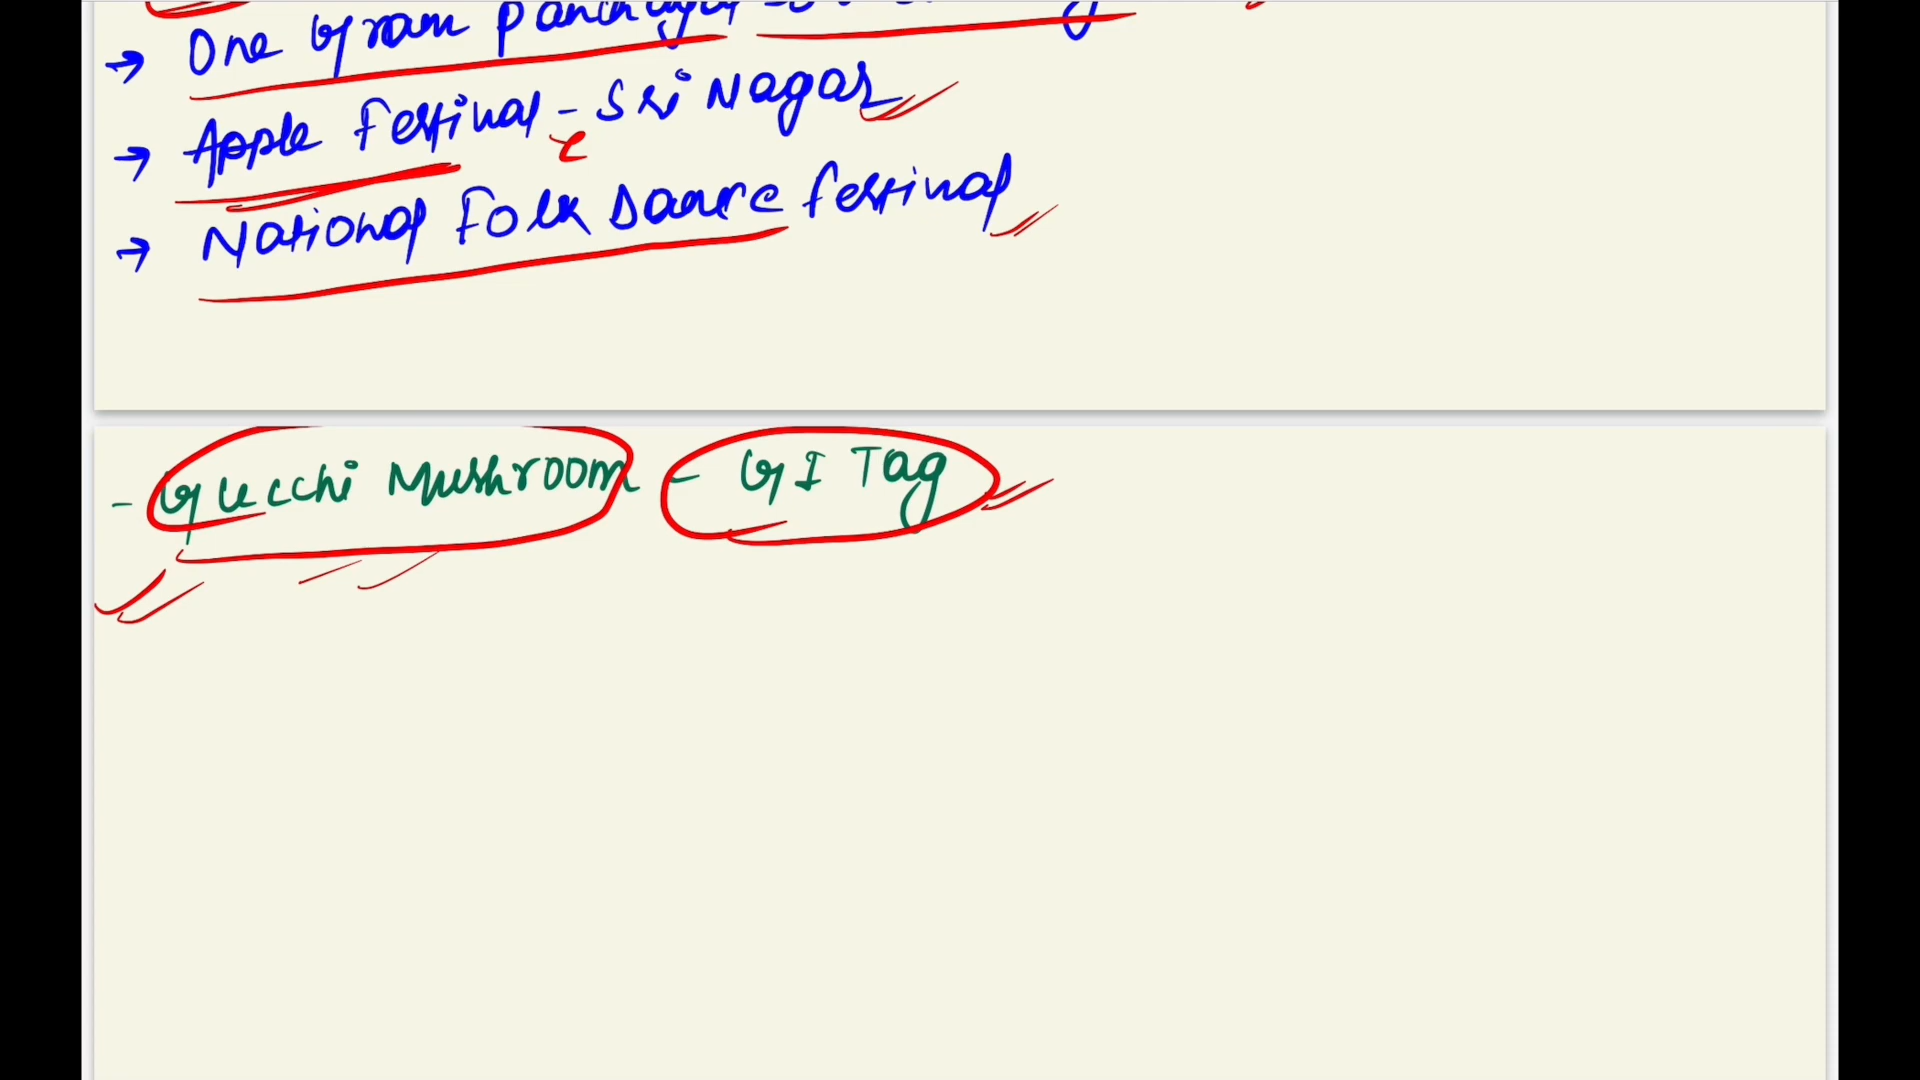 → One Gram Panchayat -
→ Apple Festival - Sri Nagar
→ National Folk Dance festival
- Gucchi Mushroom - GI Tag